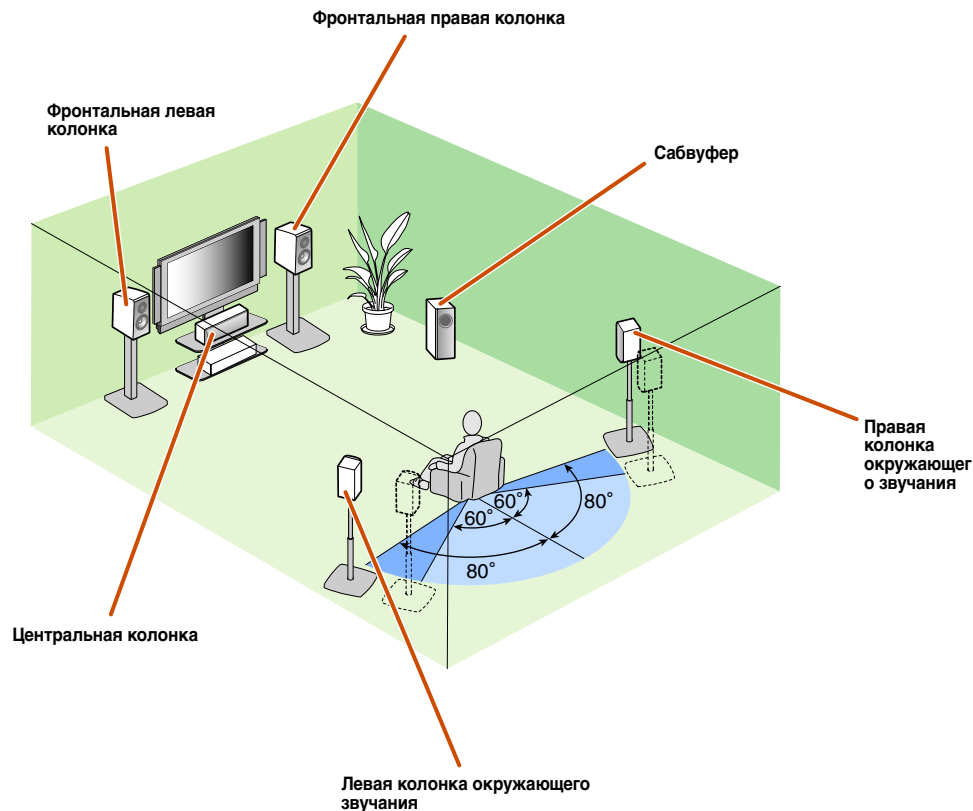 Фронтальная правая колонка
Фронтальная левая
колонка
Сабвуфер
Правая
колонка
окружающег
о звучания
60°
60°
80°
80°
Центральная колонка
Левая колонка окружающего
звучания